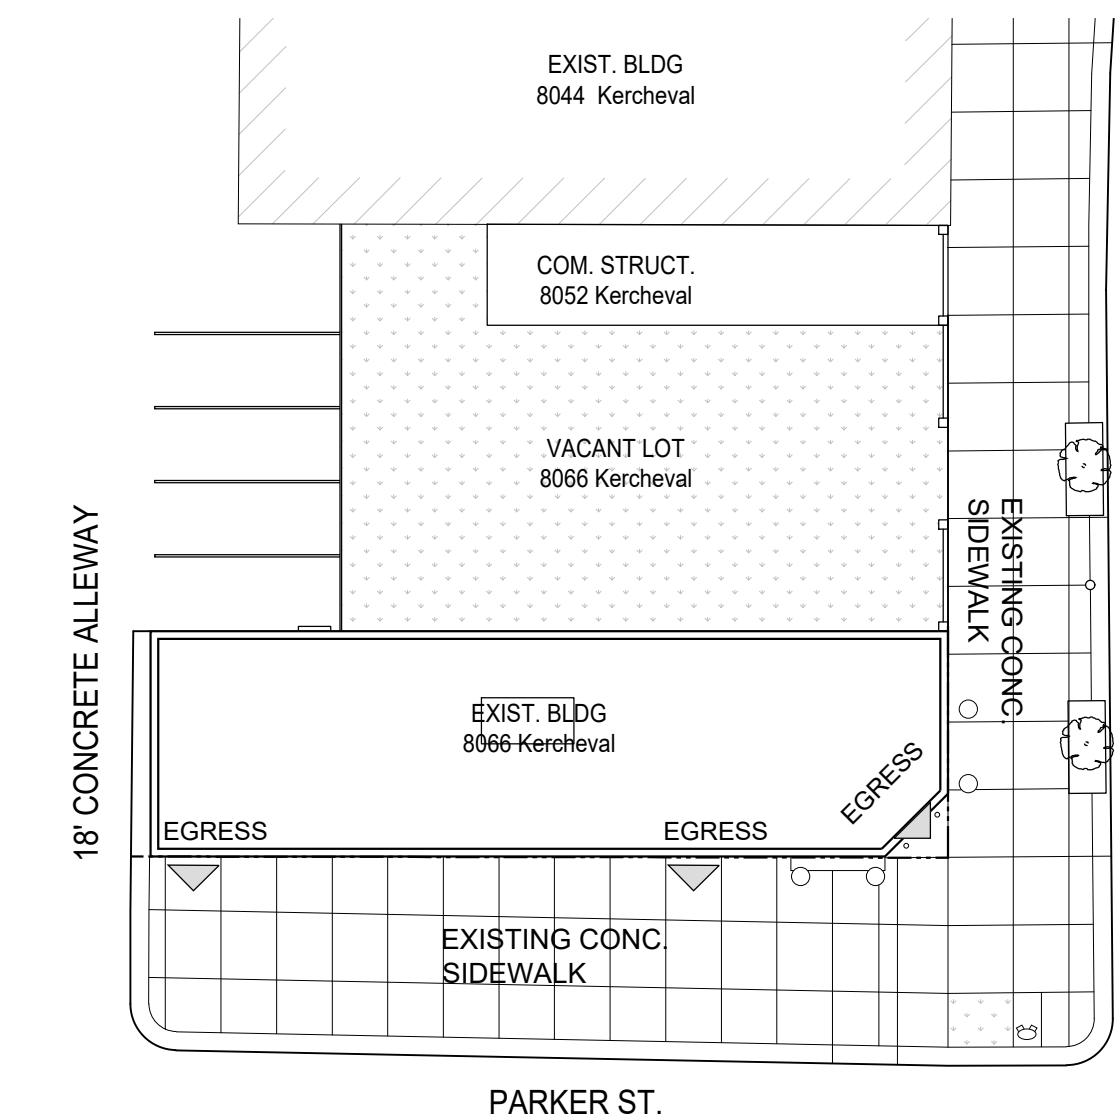 EXIST. BLDG
8044 Kercheval
COM. STRUCT.
8052 Kercheval
VACANT LOT
8066 Kercheval
18' CONCRETE ALLEWAY
EXISTING CONC.
SIDEWALK
EXIST. BLDG
8066 Kercheval
EGRESS
EGRESS
EGRESS
EXISTING CONC.
SIDEWALK
PARKER ST.